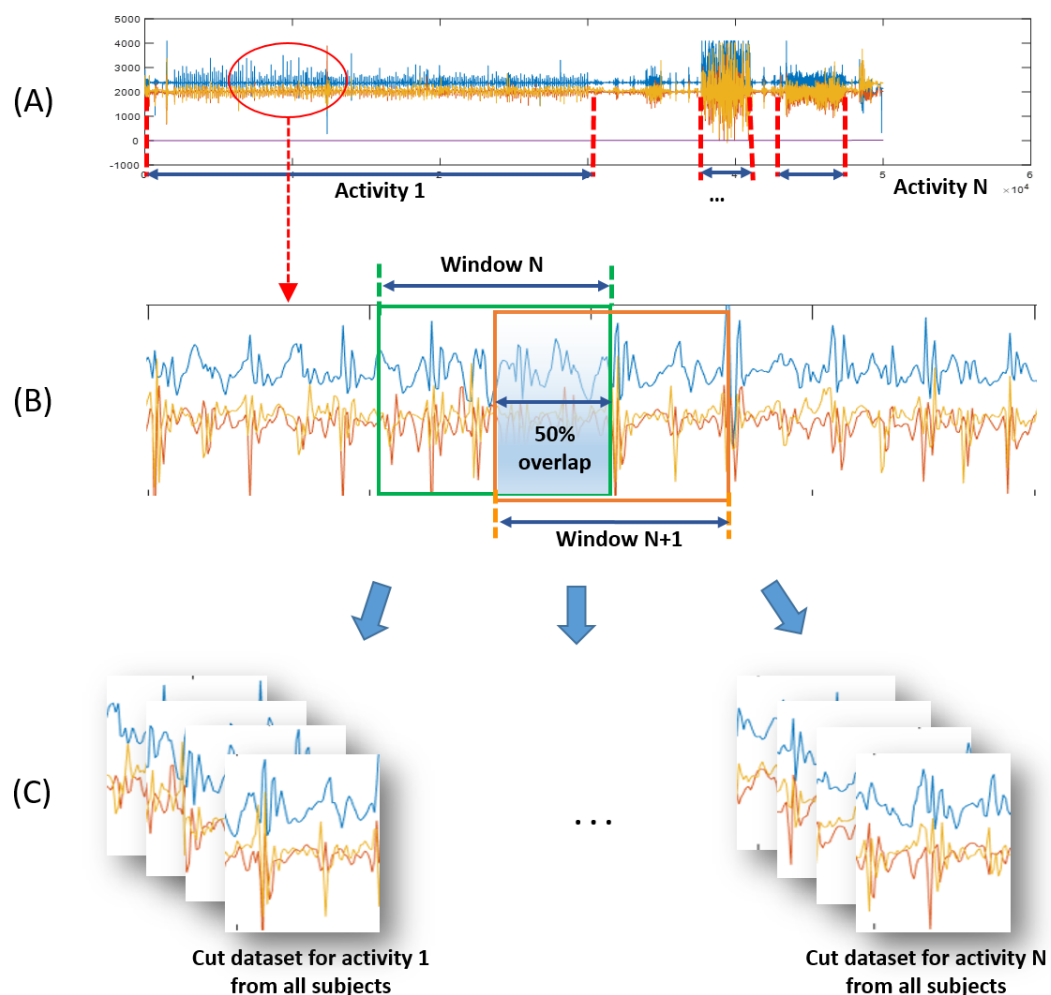 (A)
5000
4000
3000
2000
1000
0
-1000
0
2
4
5
6
×10⁴
Activity 1
...
Activity N
Window N
(B)
50%
overlap
Window N+1
(C)
...
Cut dataset for activity 1
from all subjects
Cut dataset for activity N
from all subjects